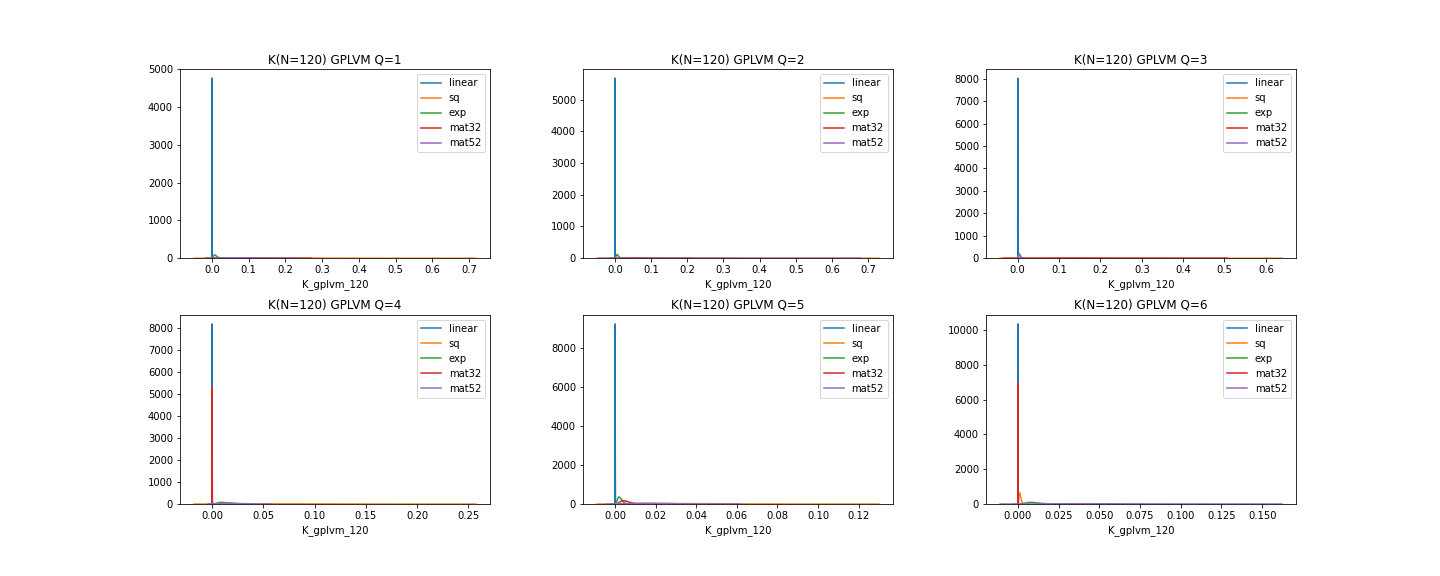 K(N=120) GPLVM Q=1
5000
4000
3000
2000
1000
0
0.0 0.1 0.2 0.3 0.4 0.5 0.6 0.7
K_gplvm_120
linear
sq
exp
mat32
mat52
K(N=120) GPLVM Q=2
5000
4000
3000
2000
1000
0
0.0 0.1 0.2 0.3 0.4 0.5 0.6 0.7
K_gplvm_120
linear
sq
exp
mat32
mat52
K(N=120) GPLVM Q=3
8000
7000
6000
5000
4000
3000
2000
1000
0
0.0 0.1 0.2 0.3 0.4 0.5 0.6
K_gplvm_120
linear
sq
exp
mat32
mat52
K(N=120) GPLVM Q=4
8000
7000
6000
5000
4000
3000
2000
1000
0
0.00 0.05 0.10 0.15 0.20 0.25
K_gplvm_120
linear
sq
exp
mat32
mat52
K(N=120) GPLVM Q=5
8000
6000
4000
2000
0
0.00 0.02 0.04 0.06 0.08 0.10 0.12
K_gplvm_120
linear
sq
exp
mat32
mat52
K(N=120) GPLVM Q=6
10000
8000
6000
4000
2000
0
0.000 0.025 0.050 0.075 0.100 0.125 0.150
K_gplvm_120
linear
sq
exp
mat32
mat52